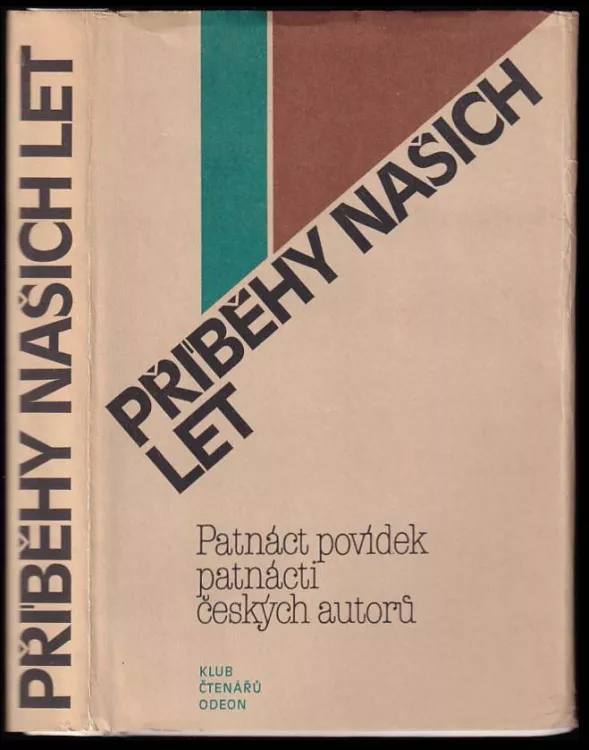 PŘÍBĚHY NAŠICH LET
PŘÍBĚHY NAŠICH
LET
Patnáct povídek
patnácti
českých autorů
KLUB
ČTENÁŘŮ
ODEON